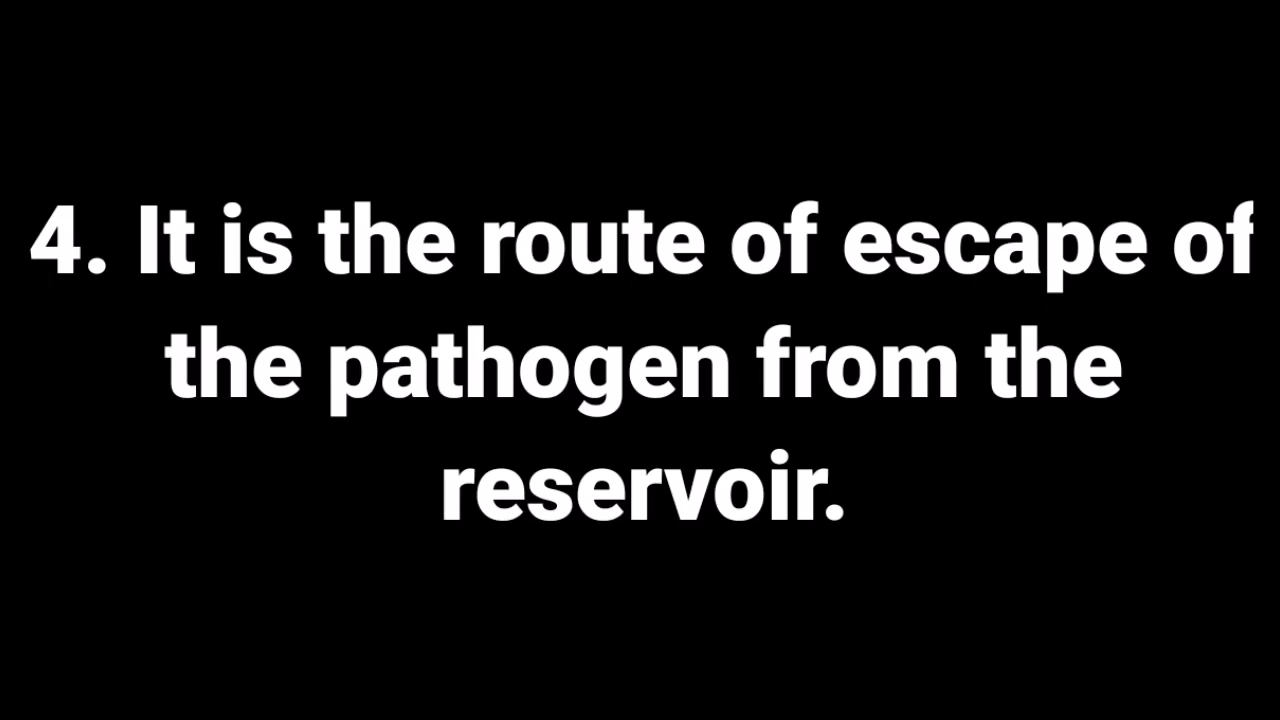 4. It is the route of escape of
the pathogen from the
reservoir.